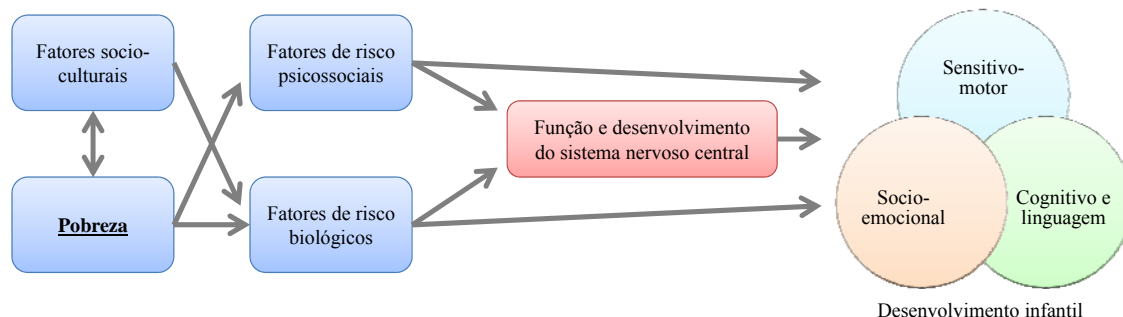 Fatores socio-
culturais
Fatores de risco
psicossociais
Sensitivo-
motor
Função e desenvolvimento
do sistema nervoso central
Pobreza
Fatores de risco
biológicos
Socio-
emocional
Cognitivo e
linguagem
Desenvolvimento infantil